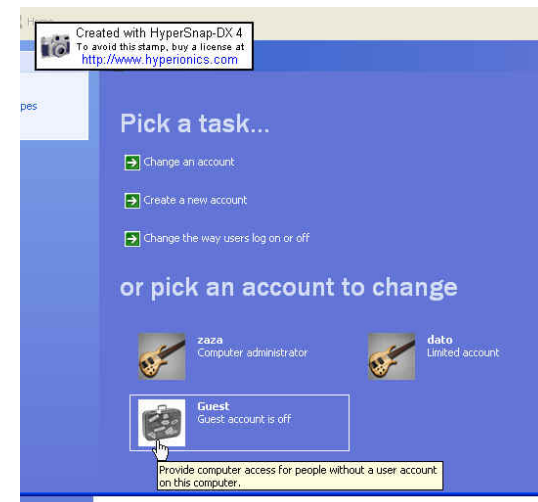 Home
Created with HyperSnap-DX 4
To avoid this stamp, buy a license at
http://www.hyperionics.com
pes
Pick a task...
Change an account
Create a new account
Change the way users log on or off
or pick an account to change
zaza
Computer administrator
dato
Limited account
Guest
Guest account is off
Provide computer access for people without a user account
on this computer.